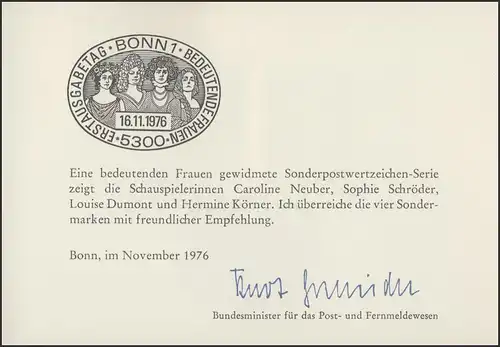 ERSTAUSGABETAG · BONN 1 · BEDEUTENDE FRAUEN ·
16.11.1976
5300
Eine bedeutenden Frauen gewidmete Sonderpostwertzeichen-Serie
zeigt die Schauspielerinnen Caroline Neuber, Sophie Schröder,
Louise Dumont und Hermine Körner. Ich überreiche die vier Sonder-
marken mit freundlicher Empfehlung.
Bonn, im November 1976
Bundesminister für das Post- und Fernmeldewesen